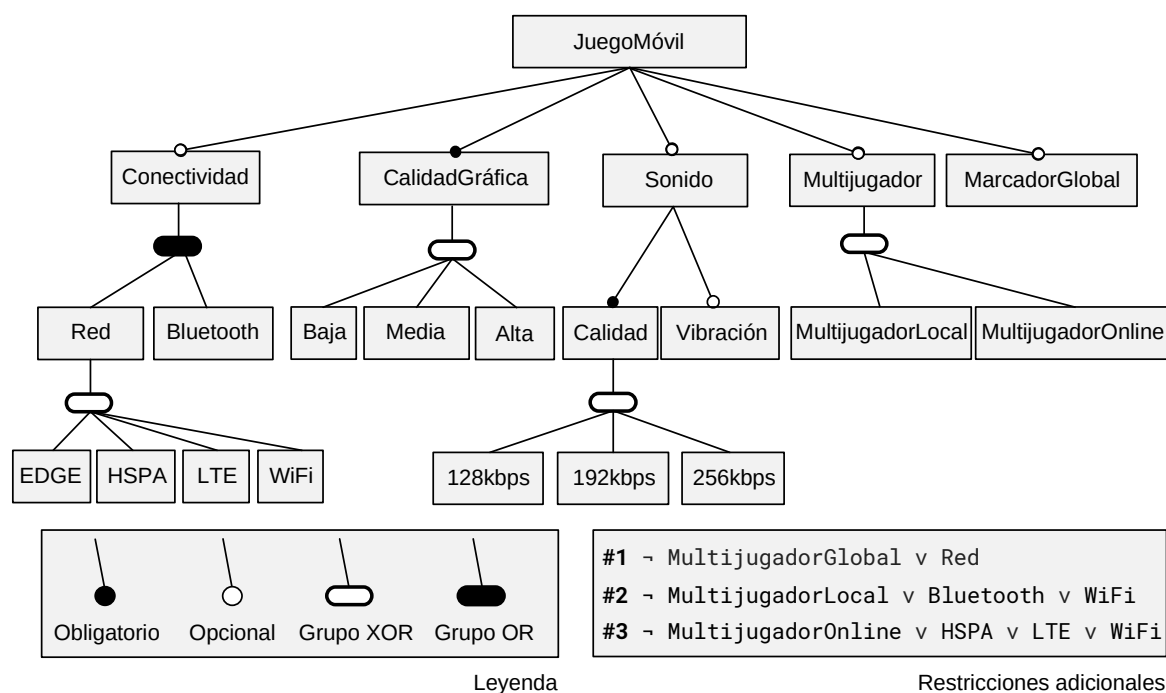 JuegoMóvil
Conectividad
CalidadGráfica
Sonido
Multijugador
MarcadorGlobal
Red
Bluetooth
Baja
Media
Alta
Calidad
Vibración
MultijugadorLocal
MultijugadorOnline
EDGE
HSPA
LTE
WiFi
128kbps
192kbps
256kbps
Obligatorio
Opcional
Grupo XOR
Grupo OR
Leyenda
#1 ¬ MultijugadorGlobal v Red
#2 ¬ MultijugadorLocal v Bluetooth v WiFi
#3 ¬ MultijugadorOnline v HSPA v LTE v WiFi
Restricciones adicionales